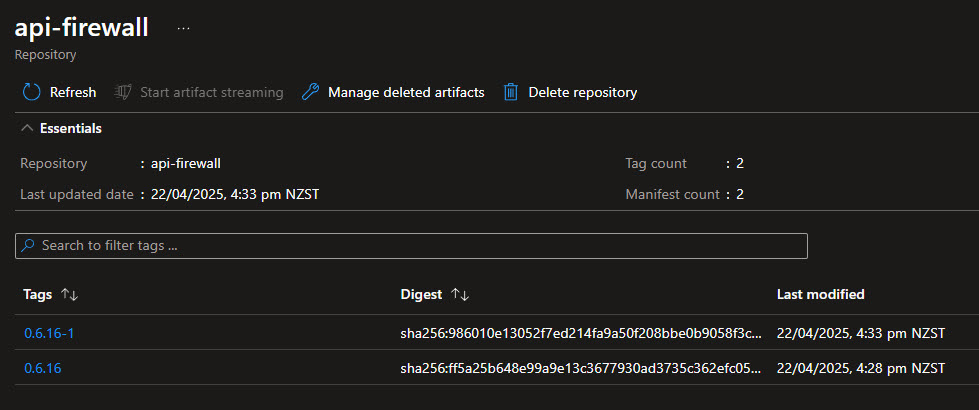 api-firewall ...
Repository
Refresh Start artifact streaming Manage deleted artifacts Delete repository
Essentials
Repository : api-firewall Tag count : 2
Last updated date : 22/04/2025, 4:33 pm NZST Manifest count : 2
Search to filter tags ...
Tags ↑↓ Digest ↑↓ Last modified
0.6.16-1 sha256:986010e13052f7ed214fa9a50f208bbe0b9058f3c... 22/04/2025, 4:33 pm NZST
0.6.16 sha256:ff5a25b648e99a9e13c3677930ad3735c362efc05... 22/04/2025, 4:28 pm NZST